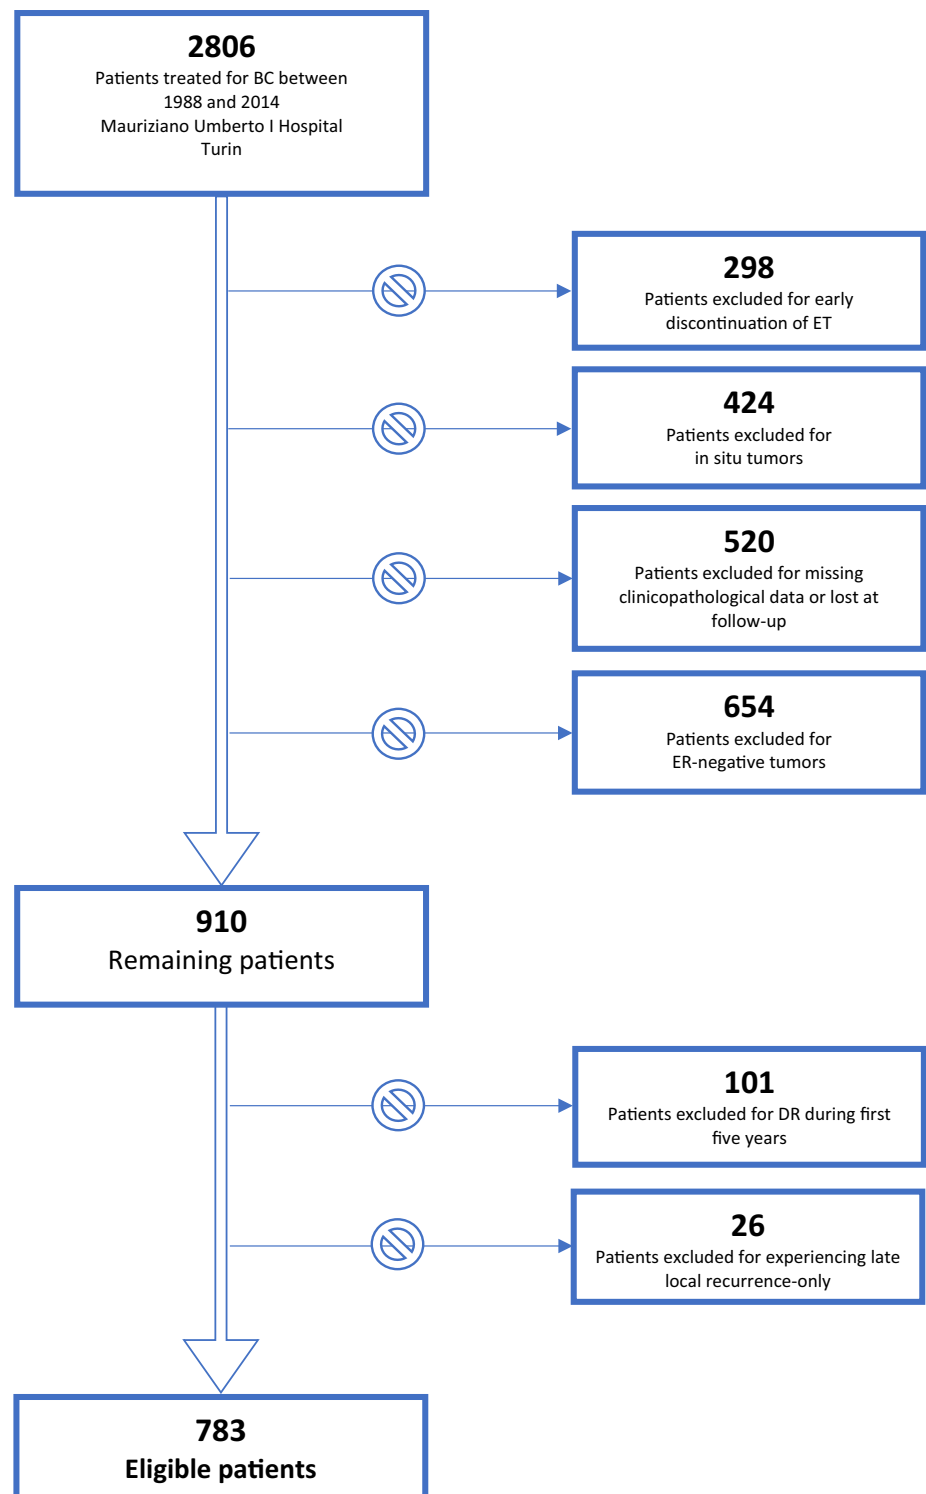 2806
Patients treated for BC between
1988 and 2014
Mauriziano Umberto I Hospital
Turin
298
Patients excluded for early
discontinuation of ET
424
Patients excluded for
in situ tumors
520
Patients excluded for missing
clinicopathological data or lost at
follow-up
654
Patients excluded for
ER-negative tumors
910
Remaining patients
101
Patients excluded for DR during first
five years
26
Patients excluded for experiencing late
local recurrence-only
783
Eligible patients